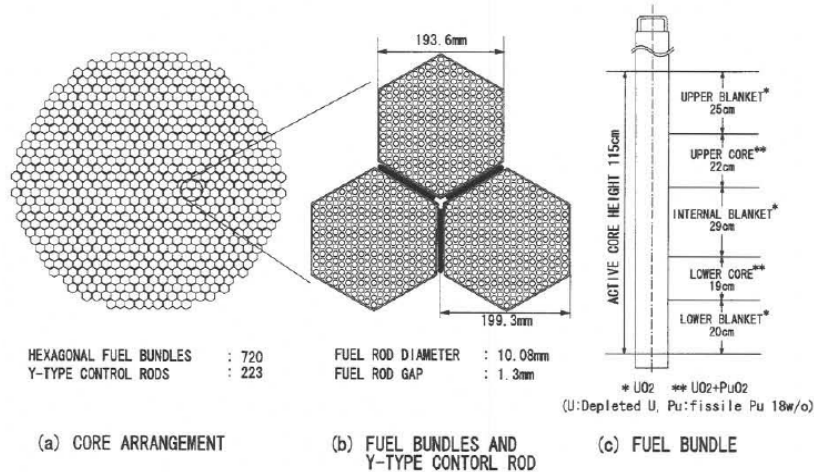 193.6mm
199.3mm
ACTIVE CORE HEIGHT 115cm
UPPER BLANKET*
25cm
UPPER CORE**
22cm
INTERNAL BLANKET*
29cm
LOWER CORE**
19cm
LOWER BLANKET*
20cm
HEXAGONAL FUEL BUNDLES : 720
Y-TYPE CONTROL RODS : 223
FUEL ROD DIAMETER : 10.08mm
FUEL ROD GAP : 1.3mm
* UO2 ** UO2+PuO2
(U:Depleted U, Pu:fissile Pu 18w/o)
(a) CORE ARRANGEMENT
(b) FUEL BUNDLES AND
Y-TYPE CONTORL ROD
(c) FUEL BUNDLE